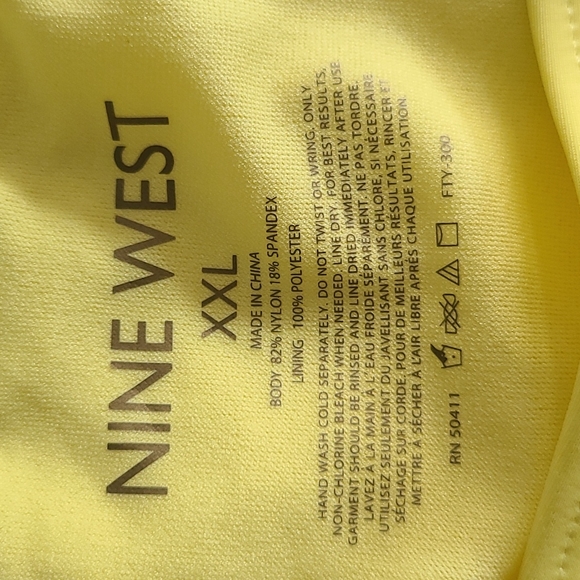 NINE WEST
XXL
MADE IN CHINA
BODY 82% NYLON 18% SPANDEX
LINING 100% POLYESTER
HAND WASH COLD SEPARATELY. DO NOT TWIST OR WRING. ONLY
NON-CHLORINE BLEACH WHEN NEEDED. LINE DRY. FOR BEST RESULTS,
GARMENT SHOULD BE RINSED AND LINE DRIED IMMEDIATELY AFTER USE
LAVEZ À LA MAIN À L'EAU FROIDE SÉPARÉMENT. NE PAS TORDRE.
UTILISEZ SEULEMENT DU JAVELLISANT SANS CHLORE, SI NÉCESSAIRE
SÉCHAGE SUR CORDE. POUR DE MEILLEURS RÉSULTATS, RINCER ET
METTRE À SÉCHER À L'AIR LIBRE APRÈS CHAQUE UTILISATION
RN 50411 FTY-300